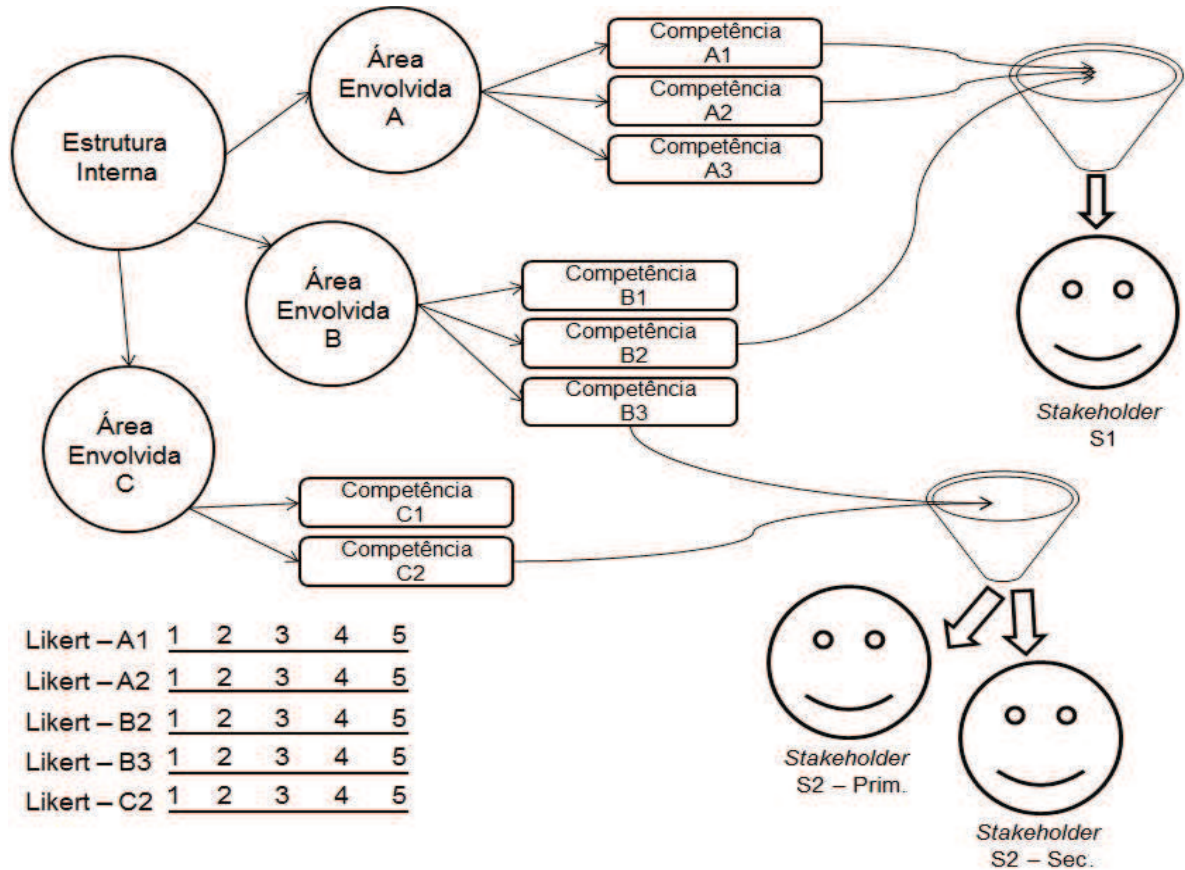 Estrutura
Interna
Área
Envolvida
A
Competência
A1
Competência
A2
Competência
A3
Área
Envolvida
B
Competência
B1
Competência
B2
Competência
B3
Stakeholder
S1
Área
Envolvida
C
Competência
C1
Competência
C2
Likert – A1 1 2 3 4 5
Likert – A2 1 2 3 4 5
Likert – B2 1 2 3 4 5
Likert – B3 1 2 3 4 5
Likert – C2 1 2 3 4 5
Stakeholder
S2 – Prim.
Stakeholder
S2 – Sec.